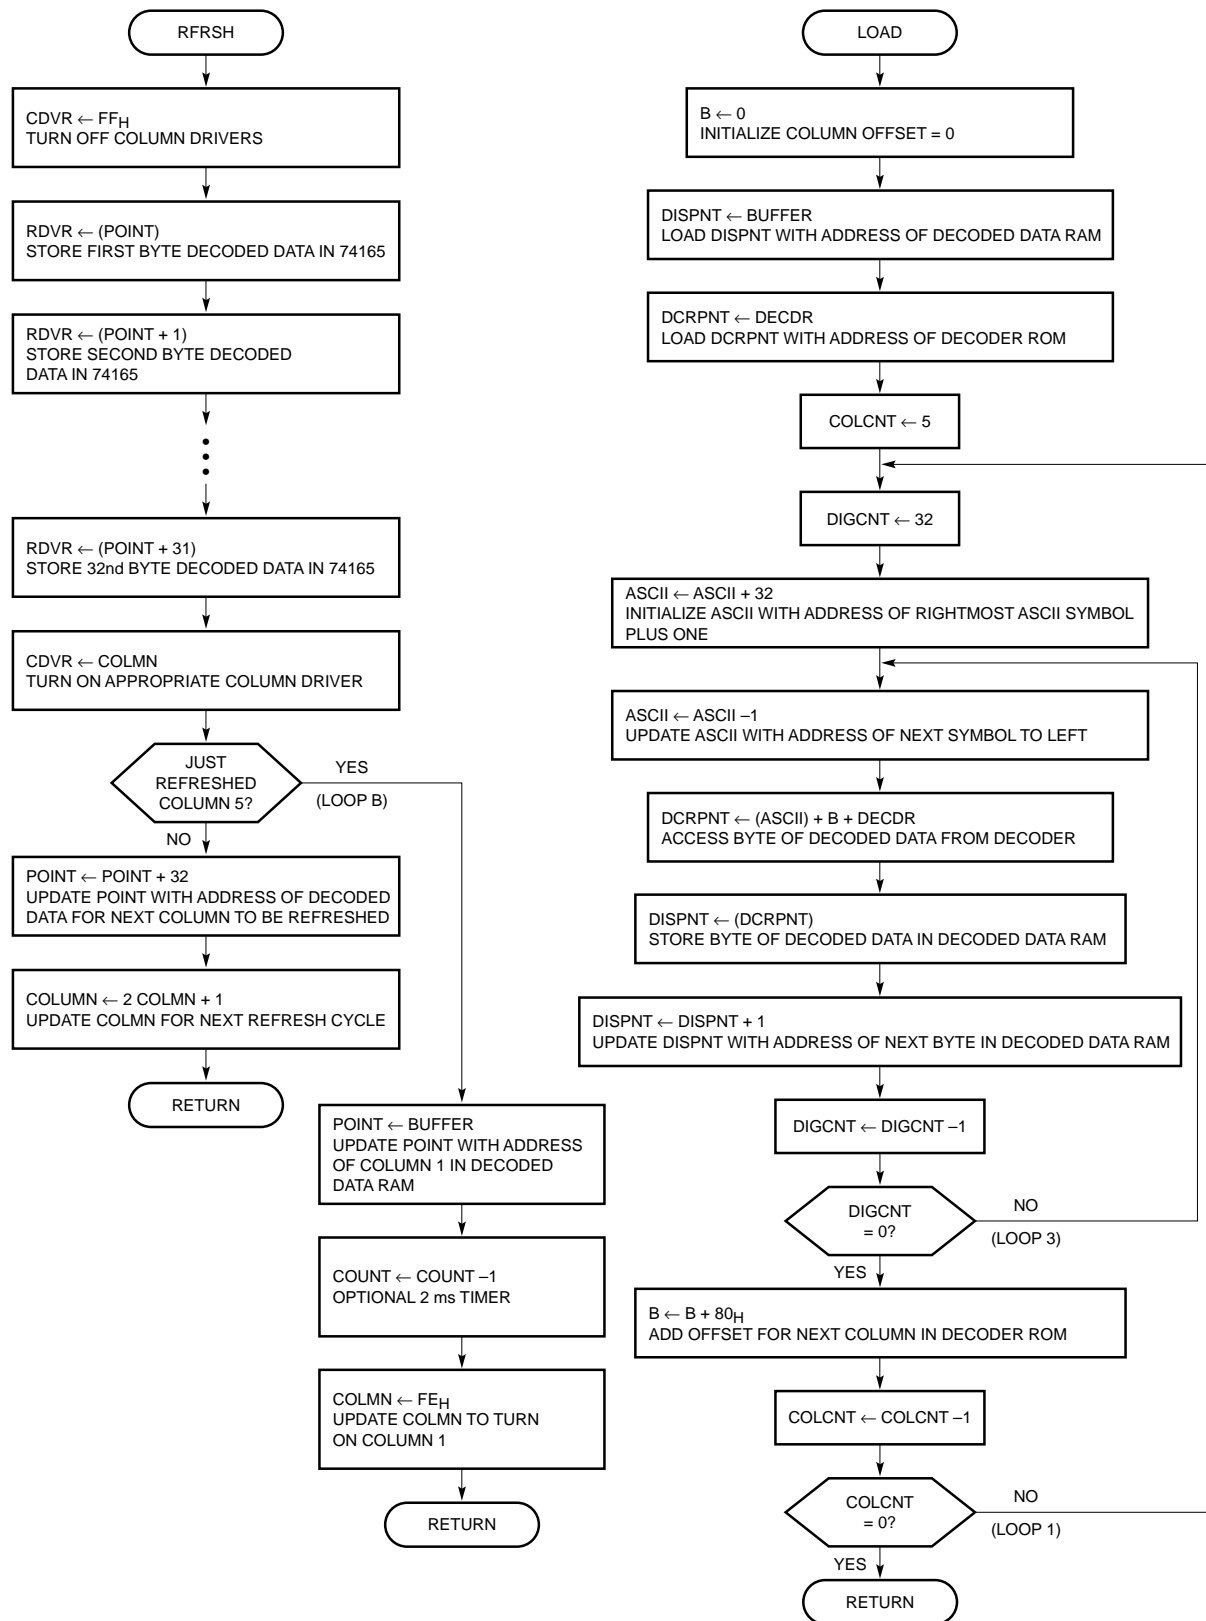 RFRSH
CDVR ← FFH
TURN OFF COLUMN DRIVERS
RDVR ← (POINT)
STORE FIRST BYTE DECODED DATA IN 74165
RDVR ← (POINT + 1)
STORE SECOND BYTE DECODED
DATA IN 74165
RDVR ← (POINT + 31)
STORE 32nd BYTE DECODED DATA IN 74165
CDVR ← COLMN
TURN ON APPROPRIATE COLUMN DRIVER
JUST
REFRESHED
COLUMN 5?
YES
(LOOP B)
NO
POINT ← POINT + 32
UPDATE POINT WITH ADDRESS OF DECODED
DATA FOR NEXT COLUMN TO BE REFRESHED
COLUMN ← 2 COLMN + 1
UPDATE COLMN FOR NEXT REFRESH CYCLE
RETURN
POINT ← BUFFER
UPDATE POINT WITH ADDRESS
OF COLUMN 1 IN DECODED
DATA RAM
COUNT ← COUNT –1
OPTIONAL 2 ms TIMER
COLMN ← FEH
UPDATE COLMN TO TURN
ON COLUMN 1
RETURN
LOAD
B ← 0
INITIALIZE COLUMN OFFSET = 0
DISPNT ← BUFFER
LOAD DISPNT WITH ADDRESS OF DECODED DATA RAM
DCRPNT ← DECDR
LOAD DCRPNT WITH ADDRESS OF DECODER ROM
COLCNT ← 5
DIGCNT ← 32
ASCII ← ASCII + 32
INITIALIZE ASCII WITH ADDRESS OF RIGHTMOST ASCII SYMBOL
PLUS ONE
ASCII ← ASCII –1
UPDATE ASCII WITH ADDRESS OF NEXT SYMBOL TO LEFT
DCRPNT ← (ASCII) + B + DECDR
ACCESS BYTE OF DECODED DATA FROM DECODER
DISPNT ← (DCRPNT)
STORE BYTE OF DECODED DATA IN DECODED DATA RAM
DISPNT ← DISPNT + 1
UPDATE DISPNT WITH ADDRESS OF NEXT BYTE IN DECODED DATA RAM
DIGCNT ← DIGCNT –1
DIGCNT
= 0?
NO
(LOOP 3)
YES
B ← B + 80H
ADD OFFSET FOR NEXT COLUMN IN DECODER ROM
COLCNT ← COLCNT –1
COLCNT
= 0?
NO
(LOOP 1)
YES
RETURN